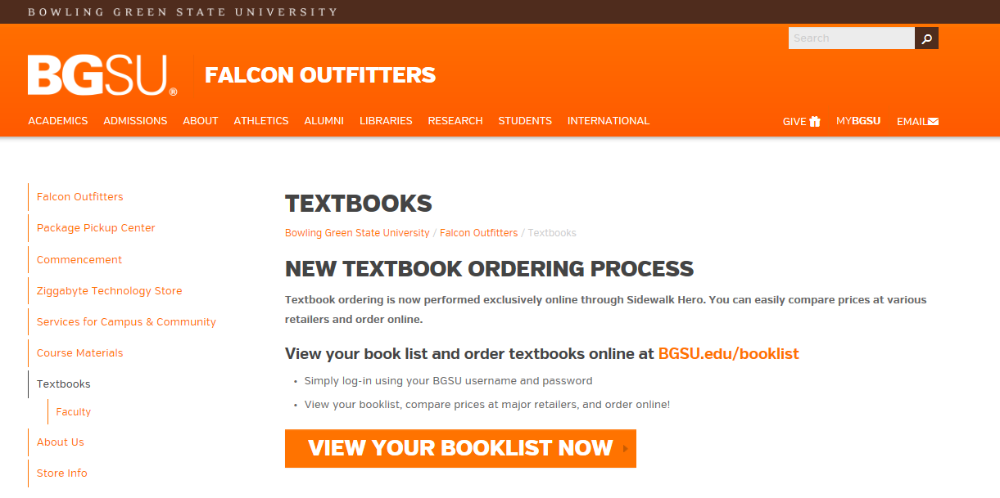 BOWLING GREEN STATE UNIVERSITY
Search
BGSU® FALCON OUTFITTERS
ACADEMICS ADMISSIONS ABOUT ATHLETICS ALUMNI LIBRARIES RESEARCH STUDENTS INTERNATIONAL GIVE MYBGSU EMAIL
Falcon Outfitters
Package Pickup Center
Commencement
Ziggabyte Technology Store
Services for Campus & Community
Course Materials
Textbooks
Faculty
About Us
Store Info
TEXTBOOKS
Bowling Green State University / Falcon Outfitters / Textbooks
NEW TEXTBOOK ORDERING PROCESS
Textbook ordering is now performed exclusively online through Sidewalk Hero. You can easily compare prices at various
retailers and order online.
View your book list and order textbooks online at BGSU.edu/booklist
• Simply log-in using your BGSU username and password
• View your booklist, compare prices at major retailers, and order online!
VIEW YOUR BOOKLIST NOW